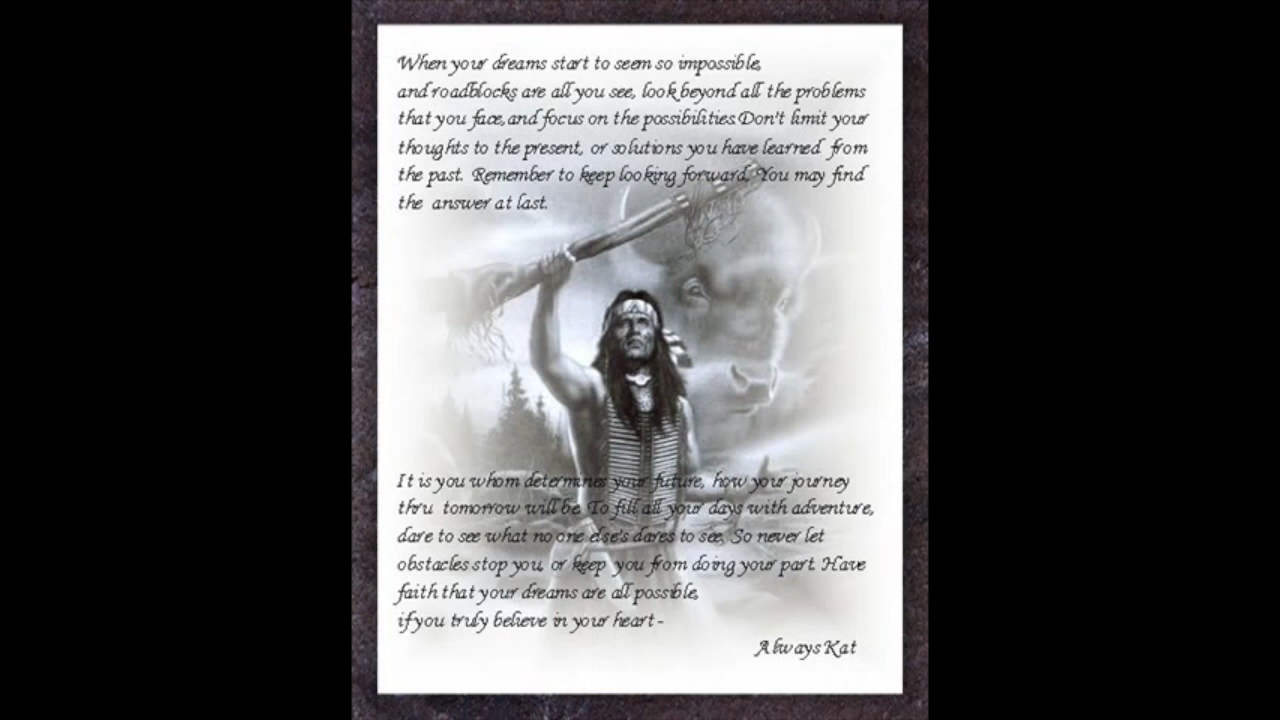 When your dreams start to seem so impossible,
and roadblocks are all you see, look beyond all the problems
that you face,and focus on the possibilities.Don't limit your
thoughts to the present, or solutions you have learned from
the past. Remember to keep looking forward, You may find
the answer at last.
It is you whom determines your future, how your journey
thru tomorrow will be. To fill all your days with adventure,
dare to see what no one else's dares to see. So never let
obstacles stop you, or keep you from doing your part. Have
faith that your dreams are all possible,
if you truly believe in your heart -
Always Kat